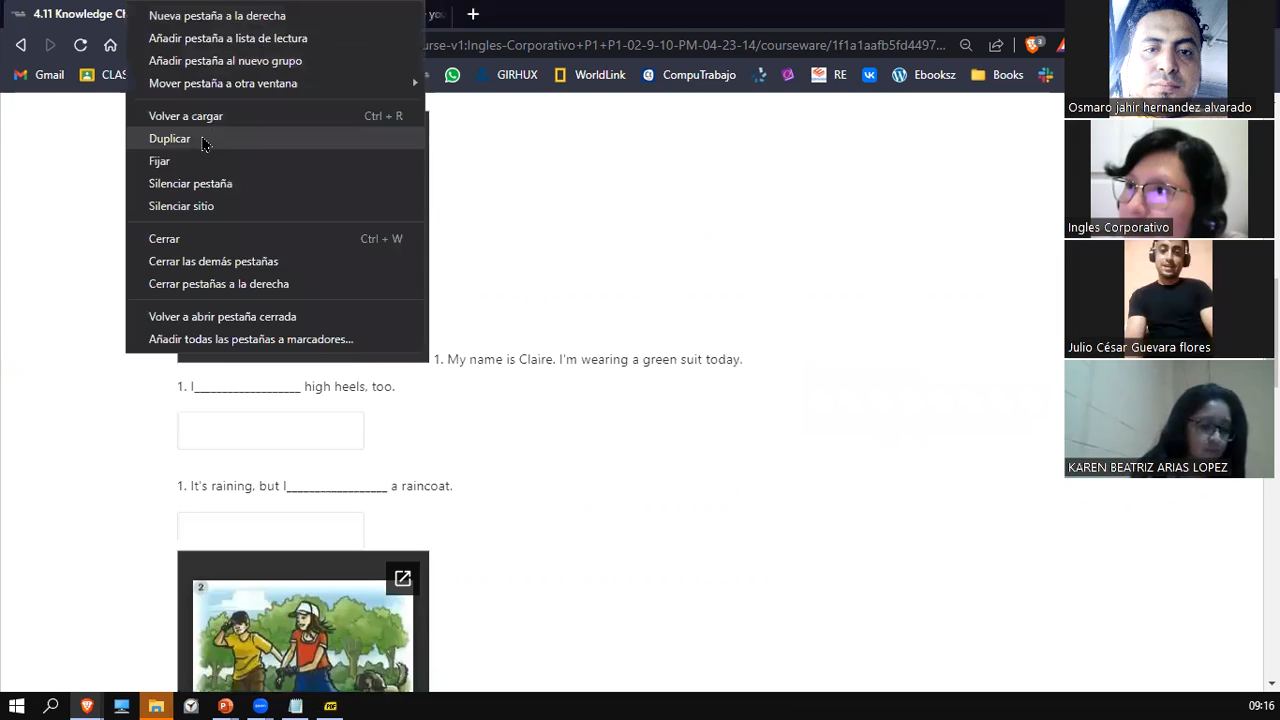 4.11 Knowledge Ch
you
+
urse-v1:Ingles-Corporativo+P1+P1-02-9-10-PM-04-23-14/courseware/1f1a1aafb5fd4497...
3
Gmail
CLAS
GIRHUX
WorldLink
CompuTrabajo
RE
Ebooksz
Books
Nueva pestaña a la derecha
Añadir pestaña a lista de lectura
Añadir pestaña al nuevo grupo
Mover pestaña a otra ventana
Volver a cargar Ctrl + R
Duplicar
Fijar
Silenciar pestaña
Silenciar sitio
Cerrar Ctrl + W
Cerrar las demás pestañas
Cerrar pestañas a la derecha
Volver a abrir pestaña cerrada
Añadir todas las pestañas a marcadores...
1. My name is Claire. I'm wearing a green suit today.
1. I__________________ high heels, too.
1. It's raining, but I_________________ a raincoat.
2
Osmaro jahir hernandez alvarado
Ingles Corporativo
Julio César Guevara flores
KAREN BEATRIZ ARIAS LOPEZ
09:16